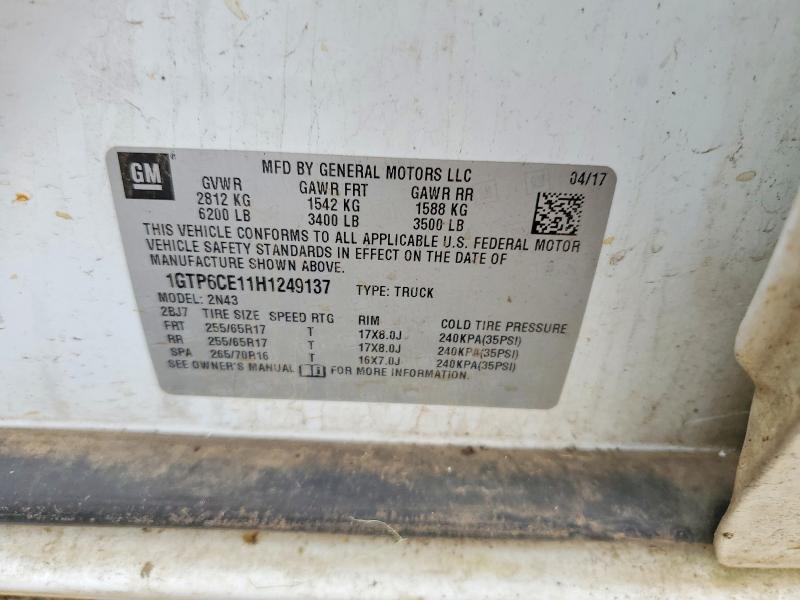 GM
MFD BY GENERAL MOTORS LLC 04/17
GVWR GAWR FRT GAWR RR
2812 KG 1542 KG 1588 KG
6200 LB 3400 LB 3500 LB
THIS VEHICLE CONFORMS TO ALL APPLICABLE U.S. FEDERAL MOTOR
VEHICLE SAFETY STANDARDS IN EFFECT ON THE DATE OF
MANUFACTURE SHOWN ABOVE.
1GTP6CE11H1249137 TYPE: TRUCK
MODEL: 2N43
2BJ7 TIRE SIZE SPEED RTG RIM COLD TIRE PRESSURE
FRT 255/65R17 T 17X8.0J 240KPA(35PSI)
RR 255/65R17 T 17X8.0J 240KPA(35PSI)
SPA 265/70R16 T 16X7.0J 240KPA(35PSI)
SEE OWNER'S MANUAL FOR MORE INFORMATION.